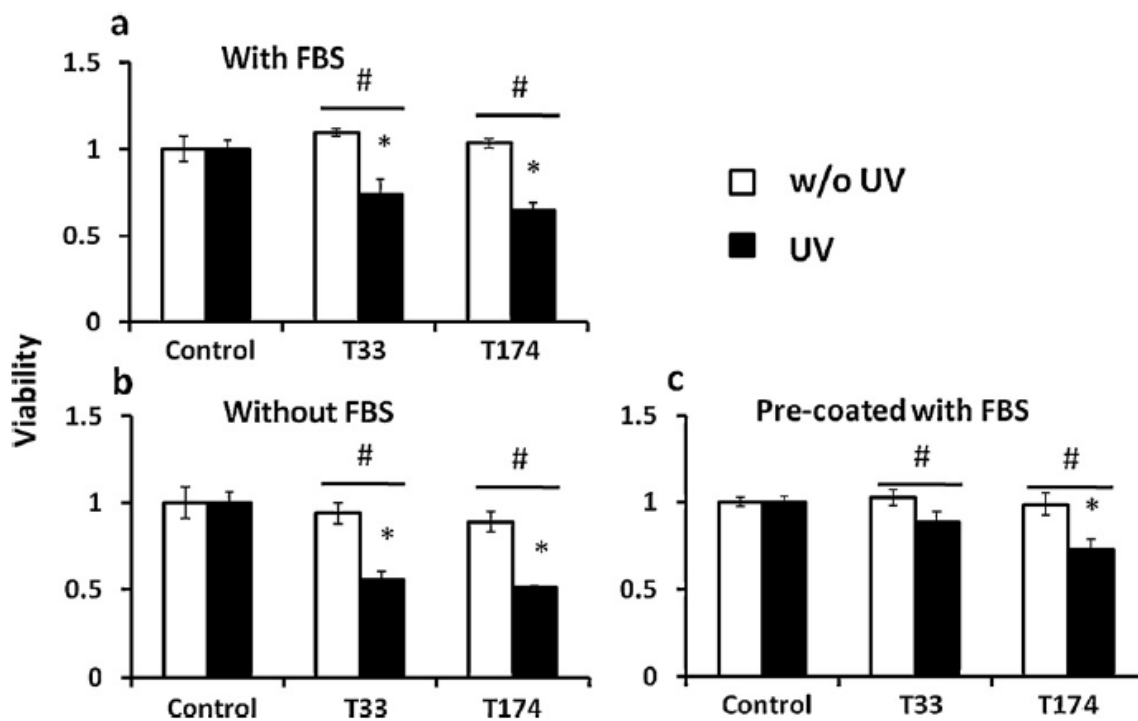 a
With FBS
1.5
1
0.5
0
# #
* *
Control T33 T174
w/o UV
UV
Viability
b
Without FBS
1.5
1
0.5
0
# #
* *
Control T33 T174
c
Pre-coated with FBS
1.5
1
0.5
0
# #
*
Control T33 T174